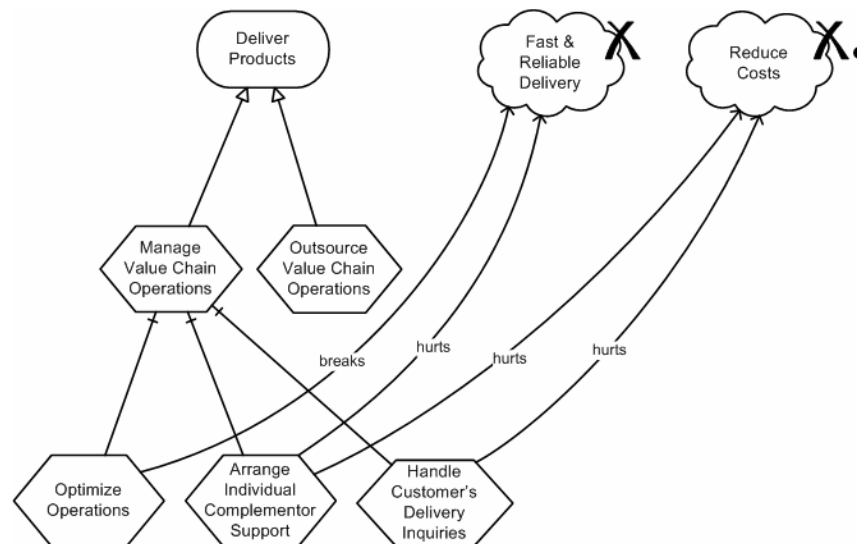 Deliver
Products
Fast &
Reliable
Delivery
Reduce
Costs
Manage
Value Chain
Operations
Outsource
Value Chain
Operations
breaks
hurts
hurts
hurts
Optimize
Operations
Arrange
Individual
Complementor
Support
Handle
Customer's
Delivery
Inquiries